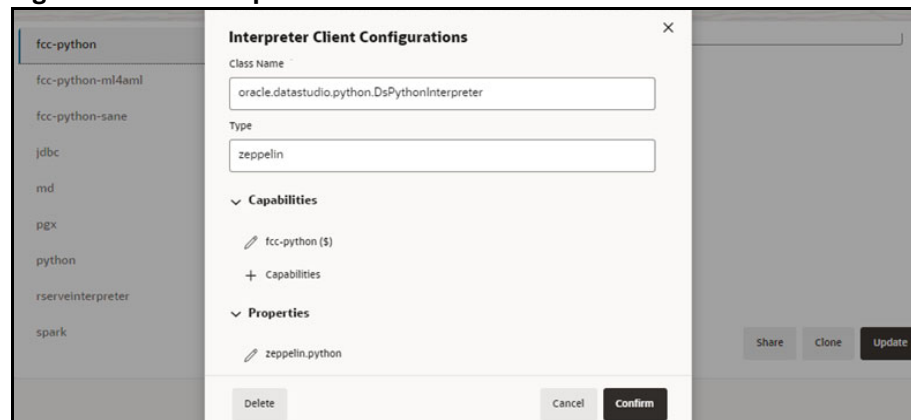 fcc-python
fcc-python-ml4aml
fcc-python-sane
jdbc
md
pgx
python
rserveinterpreter
spark
Interpreter Client Configurations
Class Name
oracle.datastudio.python.DsPythonInterpreter
Type
zeppelin
Capabilities
fcc-python ($)
+ Capabilities
Properties
zeppelin.python
Delete
Cancel
Confirm
Share
Clone
Update